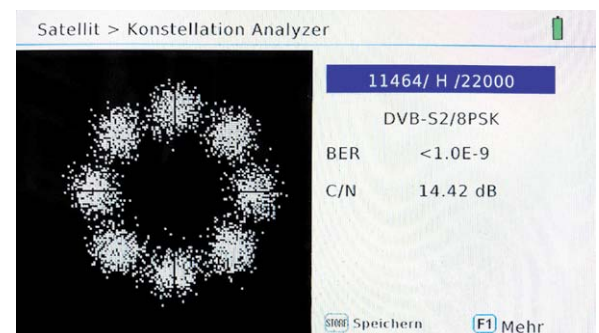 Satellit > Konstellation Analyzer
11464/ H /22000
DVB-S2/8PSK
BER <1.0E-9
C/N 14.42 dB
STORE Speichern F1 Mehr